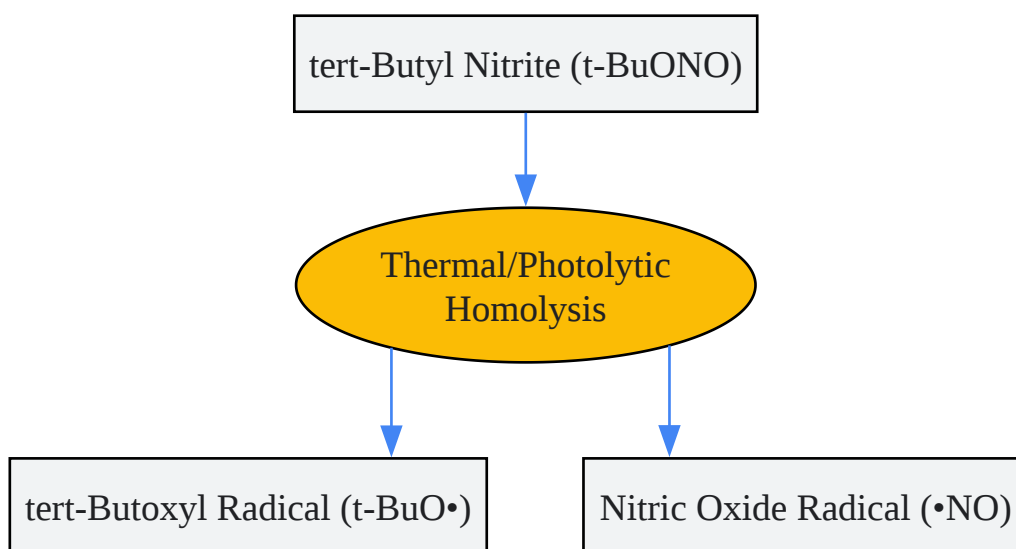 tert-Butyl Nitrite (t-BuONO)
Thermal/Photolytic
Homolysis
tert-Butoxyl Radical (t-BuO•)
Nitric Oxide Radical (•NO)